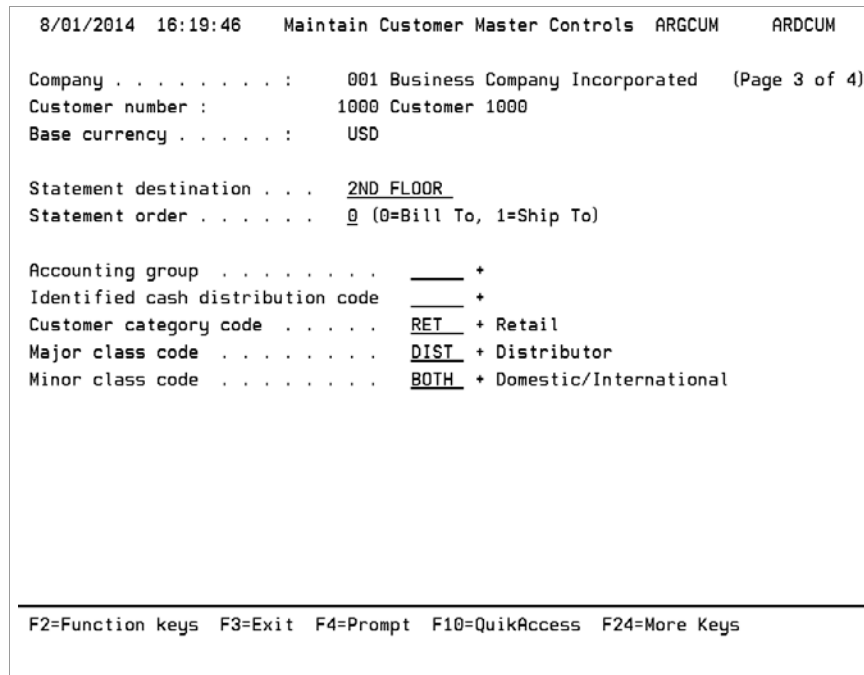 8/01/2014 16:19:46 Maintain Customer Master Controls ARGCUM ARDCUM
Company . . . . . . . . : 001 Business Company Incorporated (Page 3 of 4)
Customer number : 1000 Customer 1000
Base currency . . . . . : USD
Statement destination . . . 2ND FLOOR
Statement order . . . . . . 0 (0=Bill To, 1=Ship To)
Accounting group . . . . . . . . _____ +
Identified cash distribution code _____ +
Customer category code . . . . . RET + Retail
Major class code . . . . . . . . DIST + Distributor
Minor class code . . . . . . . . BOTH + Domestic/International
F2=Function keys F3=Exit F4=Prompt F10=QuikAccess F24=More Keys